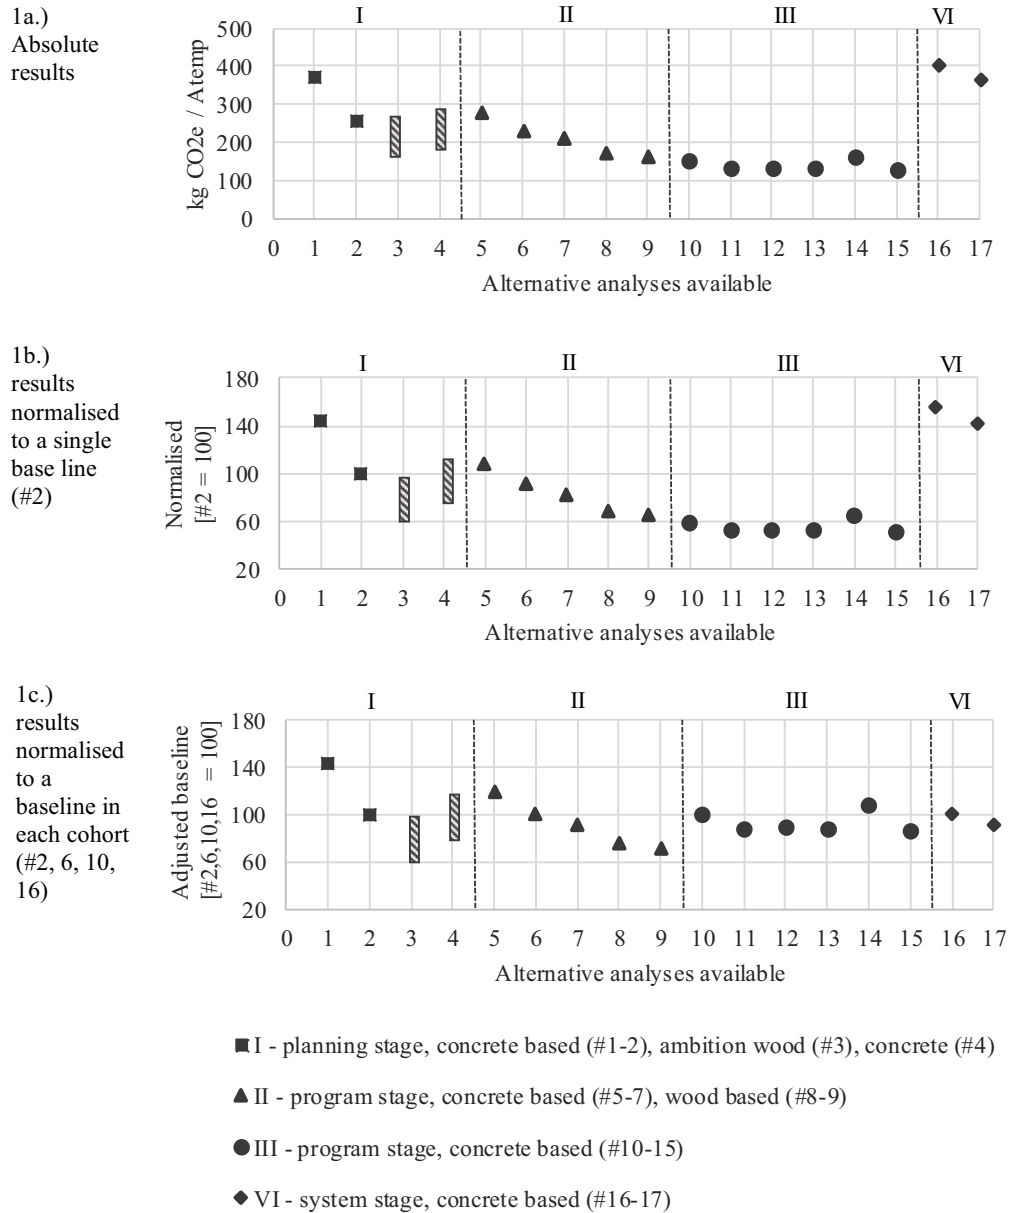 1a.)
Absolute
results
I II III VI
kg CO2e / Atemp
500
400
300
200
100
0
0 1 2 3 4 5 6 7 8 9 10 11 12 13 14 15 16 17
Alternative analyses available
1b.)
results
normalised
to a single
base line
(#2)
I II III VI
Normalised
[#2 = 100]
180
140
100
60
20
0 1 2 3 4 5 6 7 8 9 10 11 12 13 14 15 16 17
Alternative analyses available
1c.)
results
normalised
to a
baseline in
each cohort
(#2, 6, 10,
16)
I II III VI
Adjusted baseline
[#2,6,10,16 = 100]
180
140
100
60
20
0 1 2 3 4 5 6 7 8 9 10 11 12 13 14 15 16 17
Alternative analyses available
I - planning stage, concrete based (#1-2), ambition wood (#3), concrete (#4)
II - program stage, concrete based (#5-7), wood based (#8-9)
III - program stage, concrete based (#10-15)
VI - system stage, concrete based (#16-17)